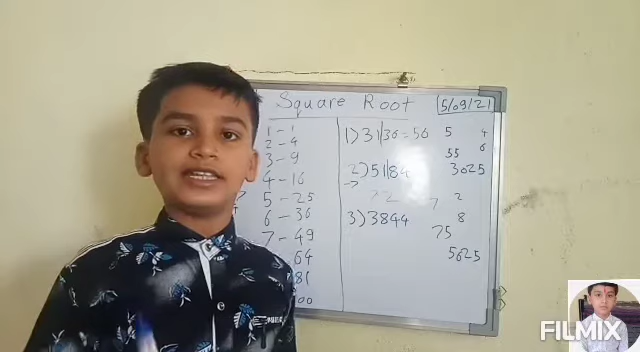 Square Root
5/09/21
1 - 1
2 - 4
3 - 9
4 - 16
5 - 25
6 - 36
7 - 49
64
81
00
1) 31|36 = 56
2) 51|84
72
3) 3844
5 4
6
55
3025
7 2
8
75
5625
FILMIX